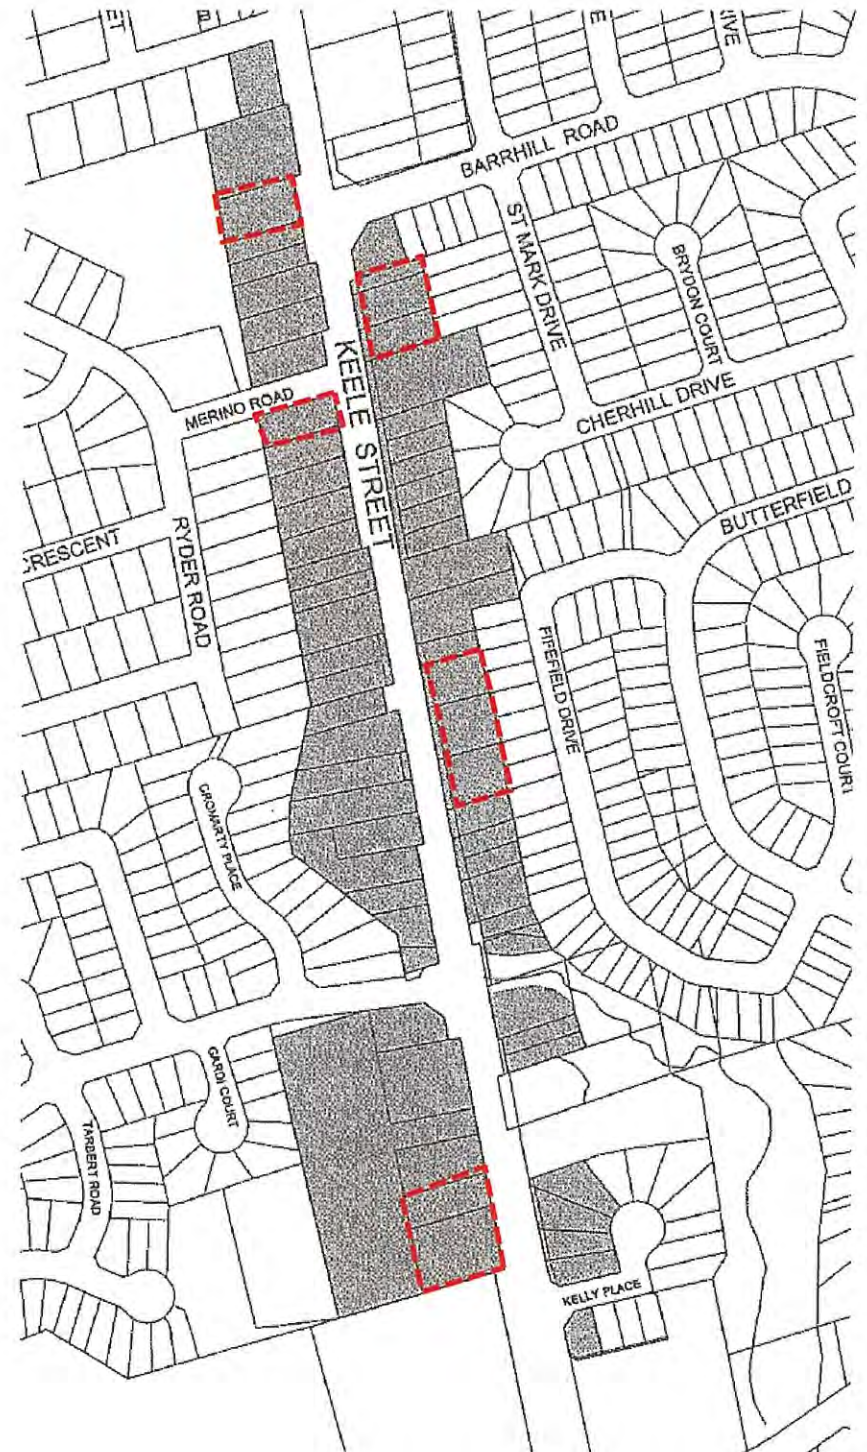 BARRHILL ROAD
ST MARK DRIVE
BRYDON COURT
KEELE STREET
MERINO ROAD
CHERHILL DRIVE
CRESCENT
RYDER ROAD
BUTTERFIELD
FIFEFIELD DRIVE
FIELDCROFT COURT
CROMARTY PLACE
GARDI COURT
TARBERT ROAD
KELLY PLACE